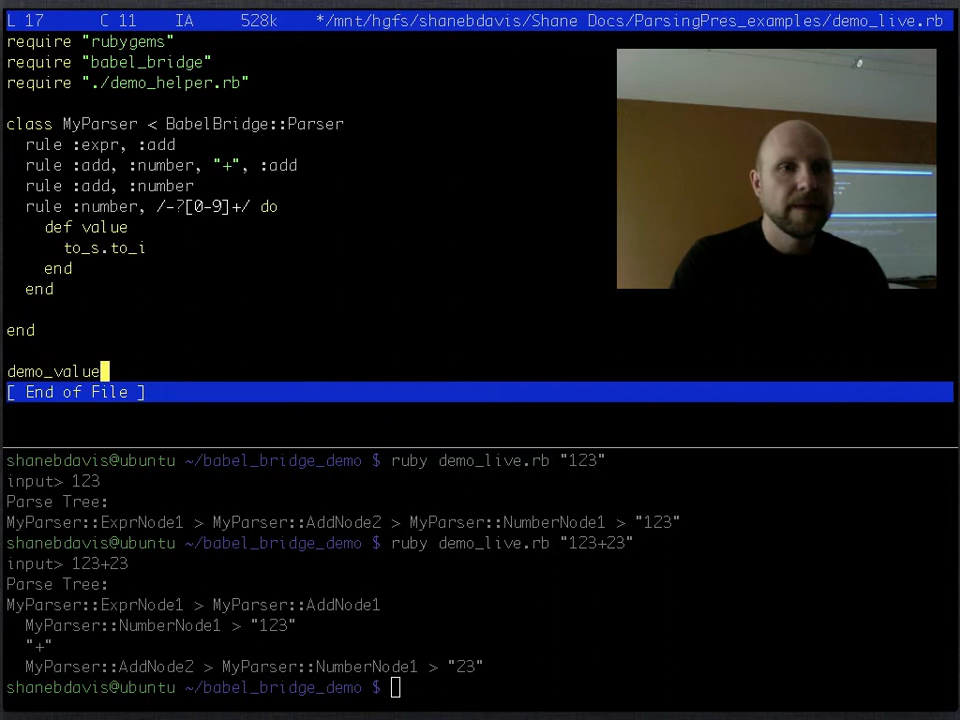 L 17 C 11 IA 528k */mnt/hgfs/shanebdavis/Shane Docs/ParsingPres_examples/demo_live.rb
require "rubygems"
require "babel_bridge"
require "./demo_helper.rb"
class MyParser < BabelBridge::Parser
  rule :expr, :add
  rule :add, :number, "+", :add
  rule :add, :number
  rule :number, /-?[0-9]+/ do
    def value
      to_s.to_i
    end
  end
end
demo_value
[ End of File ]
shanebdavis@ubuntu ~/babel_bridge_demo $ ruby demo_live.rb "123"
input> 123
Parse Tree:
MyParser::ExprNode1 > MyParser::AddNode2 > MyParser::NumberNode1 > "123"
shanebdavis@ubuntu ~/babel_bridge_demo $ ruby demo_live.rb "123+23"
input> 123+23
Parse Tree:
MyParser::ExprNode1 > MyParser::AddNode1
  MyParser::NumberNode1 > "123"
  "+"
  MyParser::AddNode2 > MyParser::NumberNode1 > "23"
shanebdavis@ubuntu ~/babel_bridge_demo $